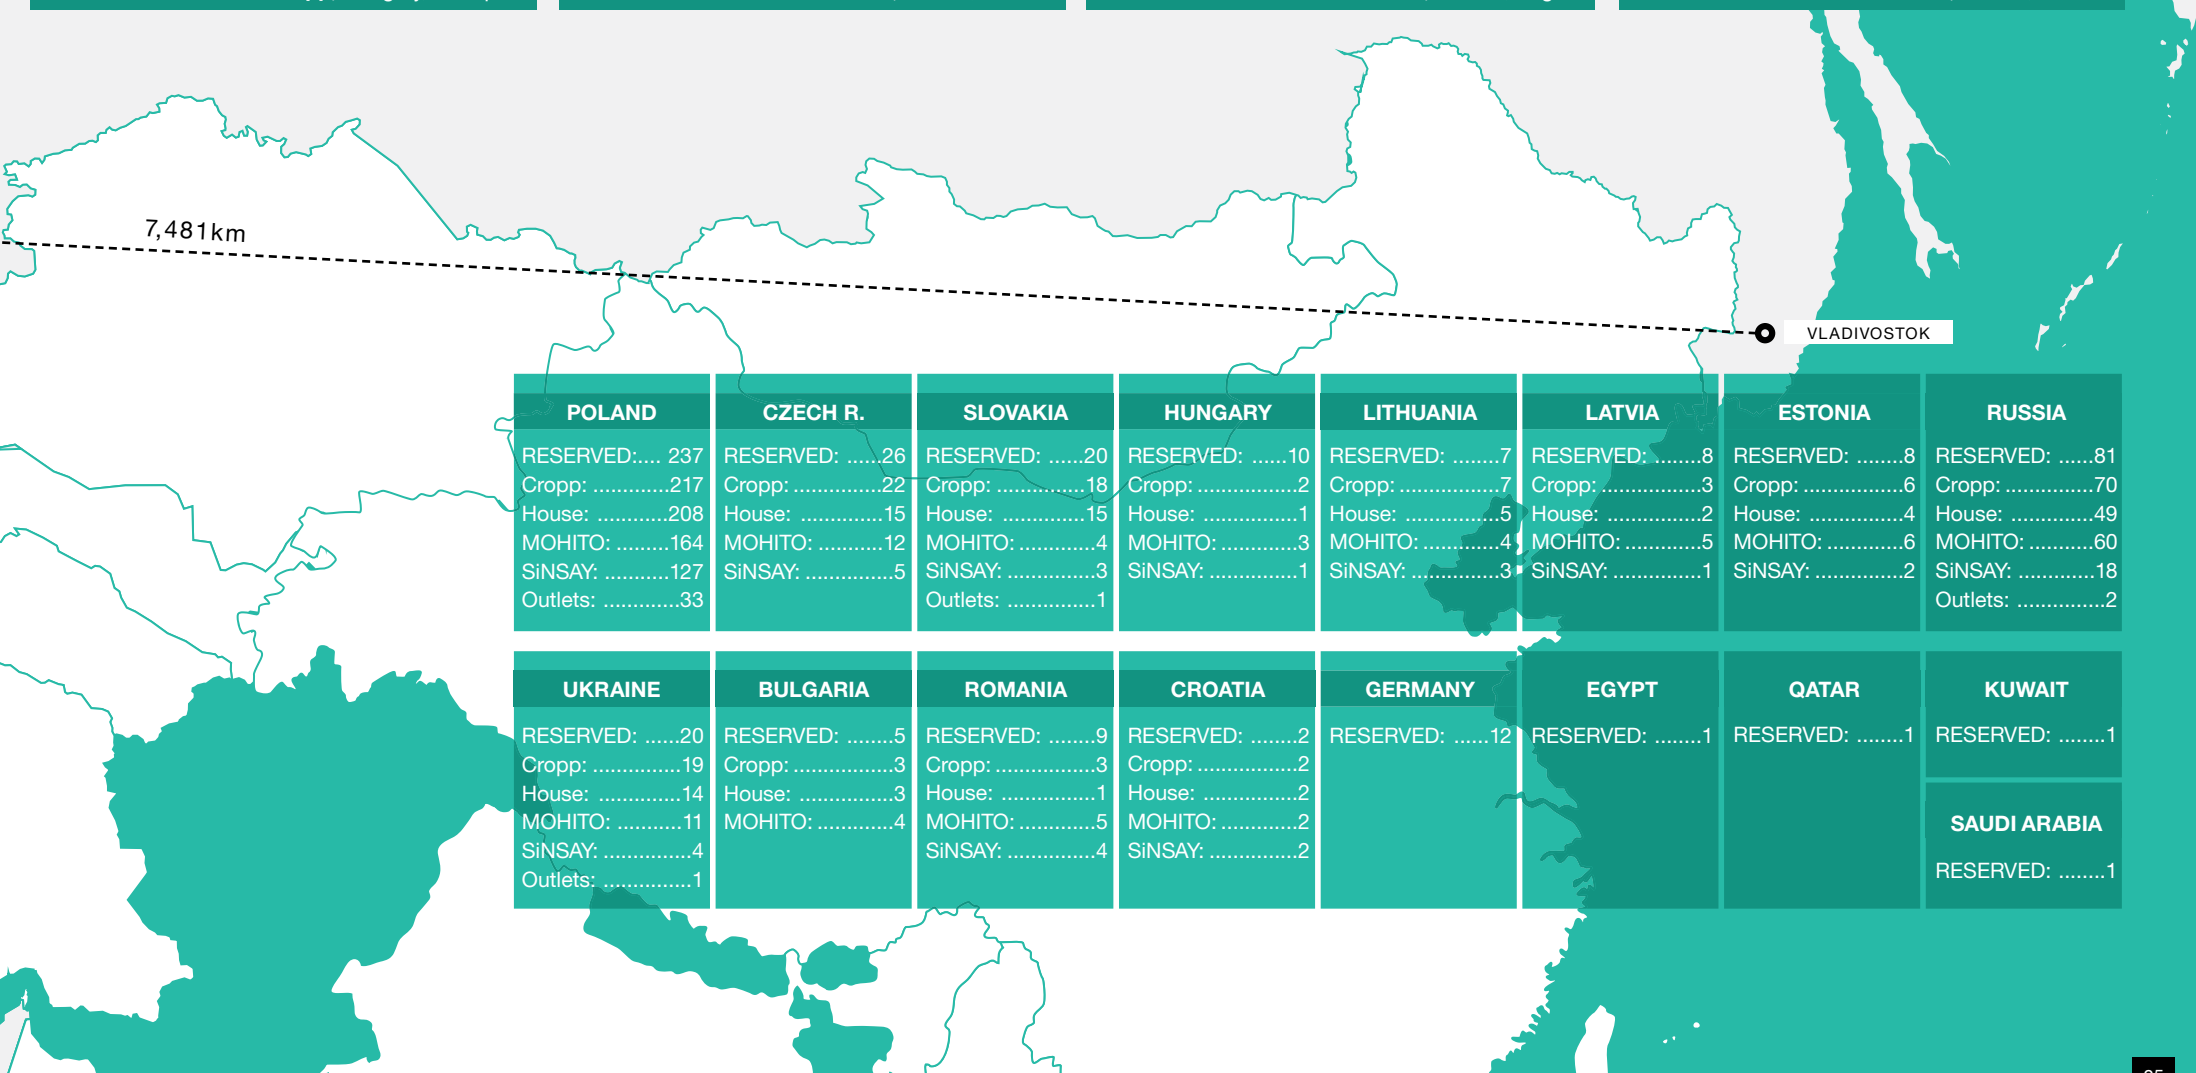 7,481km
VLADIVOSTOK
POLAND
RESERVED:.... 237
Cropp: .............217
House: ............208
MOHITO: .........164
SiNSAY: ...........127
Outlets: .............33
CZECH R.
RESERVED: ......26
Cropp: ...............22
House: ..............15
MOHITO: ...........12
SiNSAY: ...............5
SLOVAKIA
RESERVED: ......20
Cropp: ...............18
House: ..............15
MOHITO: .............4
SiNSAY: ...............3
Outlets: ...............1
HUNGARY
RESERVED: ......10
Cropp: .................2
House: ................1
MOHITO: .............3
SiNSAY: ...............1
LITHUANIA
RESERVED: ........7
Cropp: .................7
House: ................5
MOHITO: .............4
SiNSAY: ...............3
LATVIA
RESERVED: ........8
Cropp: .................3
House: ................2
MOHITO: .............5
SiNSAY: ...............1
ESTONIA
RESERVED: ........8
Cropp: .................6
House: ................4
MOHITO: .............6
SiNSAY: ...............2
RUSSIA
RESERVED: ......81
Cropp: ...............70
House: ..............49
MOHITO: ...........60
SiNSAY: .............18
Outlets: ...............2
UKRAINE
RESERVED: ......20
Cropp: ...............19
House: ..............14
MOHITO: ...........11
SiNSAY: ...............4
Outlets: ...............1
BULGARIA
RESERVED: ........5
Cropp: .................3
House: ................3
MOHITO: .............4
ROMANIA
RESERVED: ........9
Cropp: .................3
House: ................1
MOHITO: .............5
SiNSAY: ...............4
CROATIA
RESERVED: ........2
Cropp: .................2
House: ................2
MOHITO: .............2
SiNSAY: ...............2
GERMANY
RESERVED: ......12
EGYPT
RESERVED: ........1
QATAR
RESERVED: ........1
KUWAIT
RESERVED: ........1
SAUDI ARABIA
RESERVED: ........1